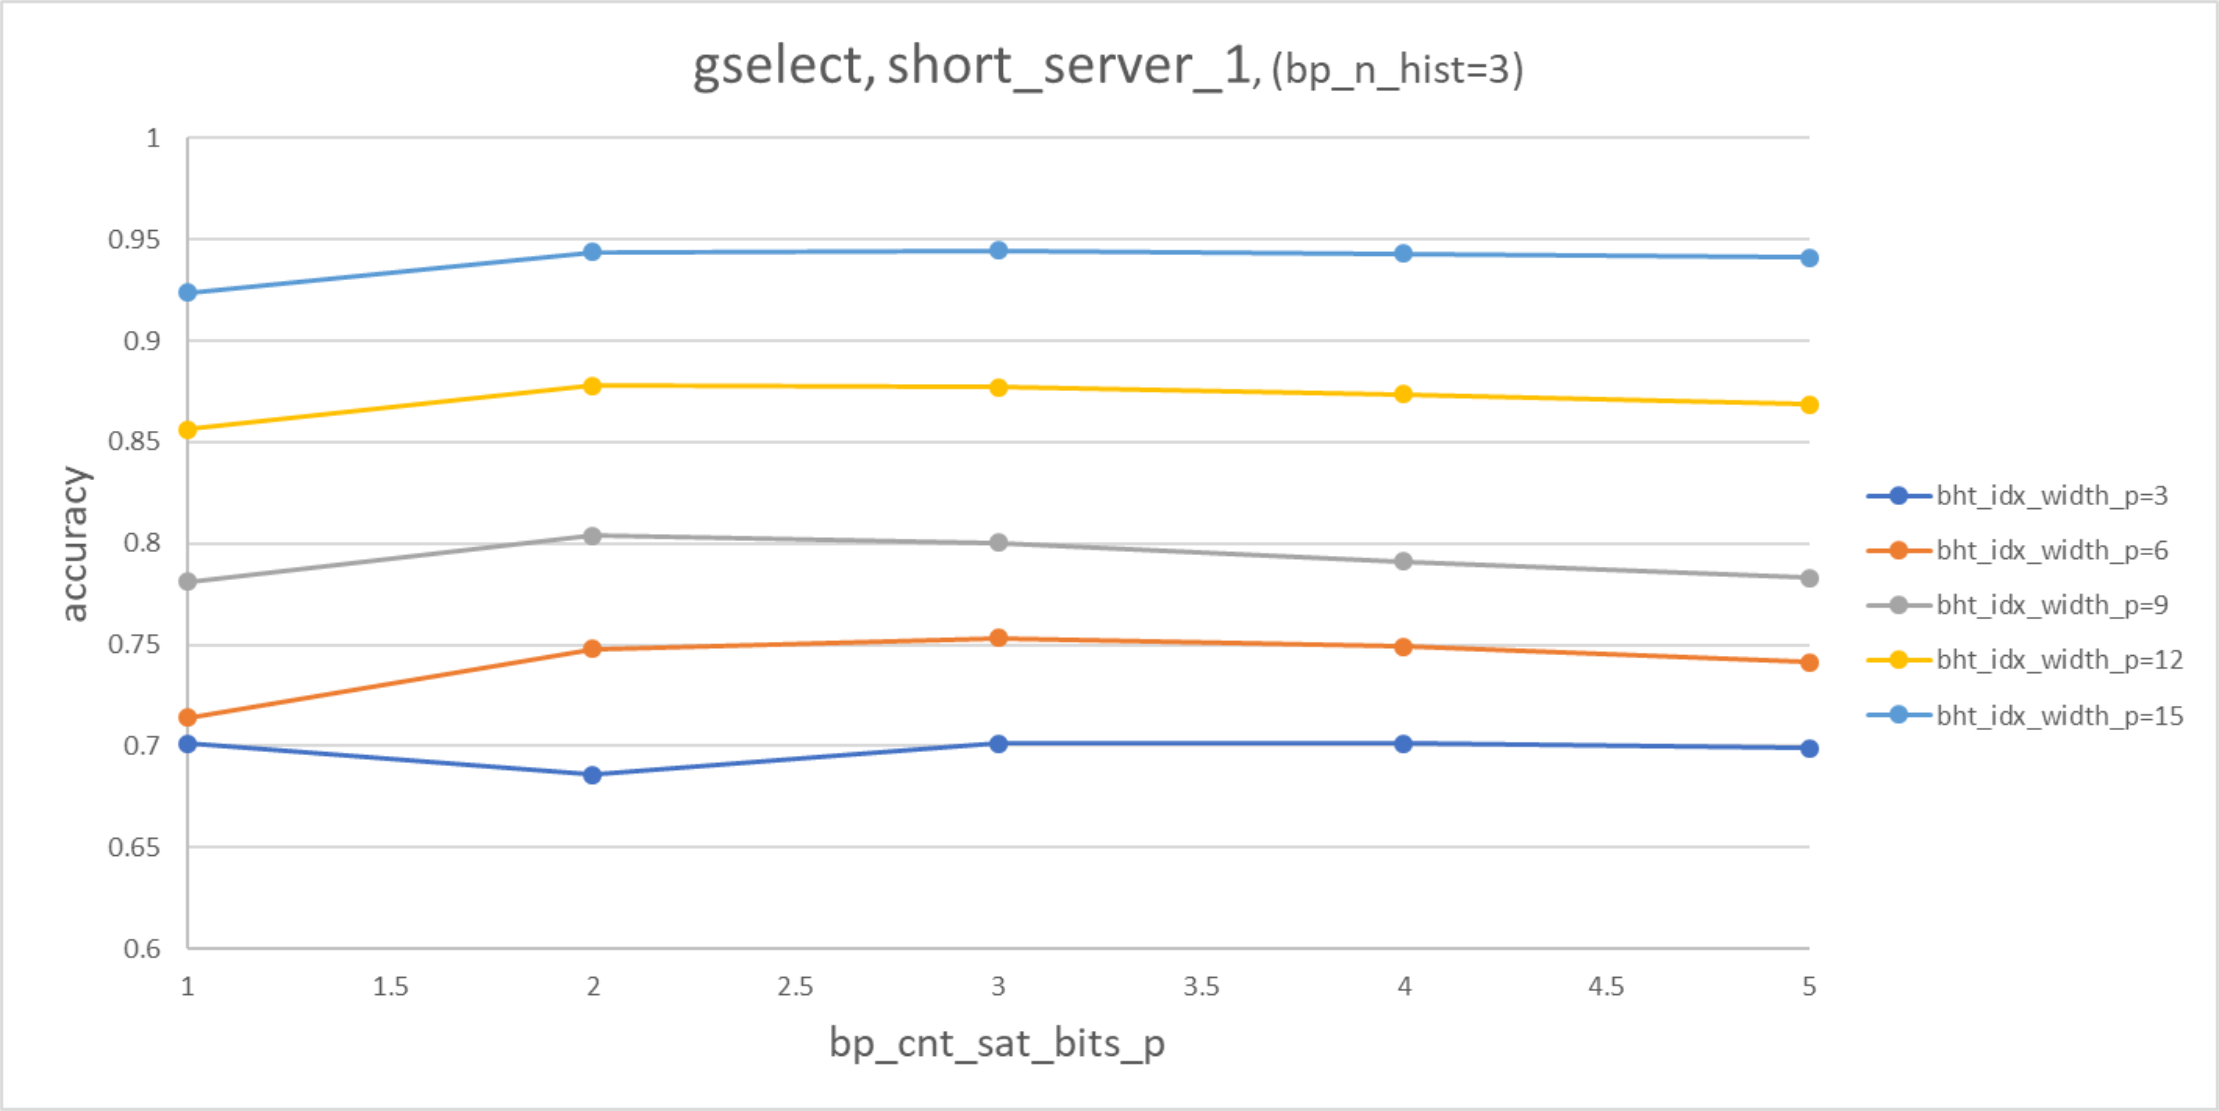 gselect, short_server_1, (bp_n_hist=3)
1
0.95
0.9
0.85
0.8
0.75
0.7
0.65
0.6
accuracy
1 1.5 2 2.5 3 3.5 4 4.5 5
bp_cnt_sat_bits_p
bht_idx_width_p=3
bht_idx_width_p=6
bht_idx_width_p=9
bht_idx_width_p=12
bht_idx_width_p=15